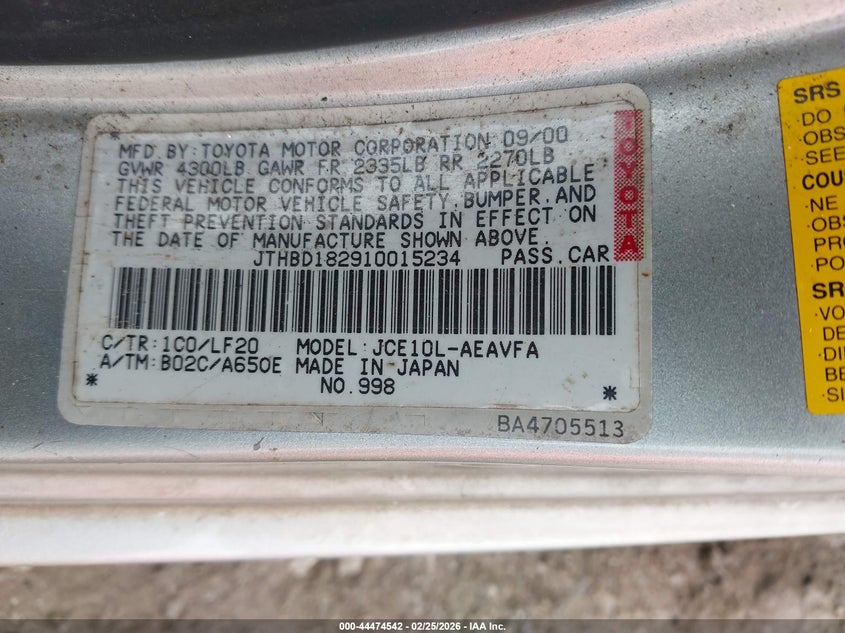 MFD BY: TOYOTA MOTOR CORPORATION 09/00
GVWR 4300LB GAWR FR 2335LB RR 2270LB
THIS VEHICLE CONFORMS TO ALL APPLICABLE
FEDERAL MOTOR VEHICLE SAFETY, BUMPER, AND
THEFT PREVENTION STANDARDS IN EFFECT ON
THE DATE OF MANUFACTURE SHOWN ABOVE.
JTHBD182910015234 PASS. CAR
TOYOTA
C/TR: 1C0/LF20 MODEL: JCE10L-AEAVFA
A/TM: B02C/A650E MADE IN JAPAN
* NO. 998 *
BA4705513
SRS
·DO
OBS
SEE
COU
·NE
·OBS
PRO
·PO
SR
·VO
DE
·DI
BE
·SI
000-44474542 - 02/25/2026 - IAA Inc.